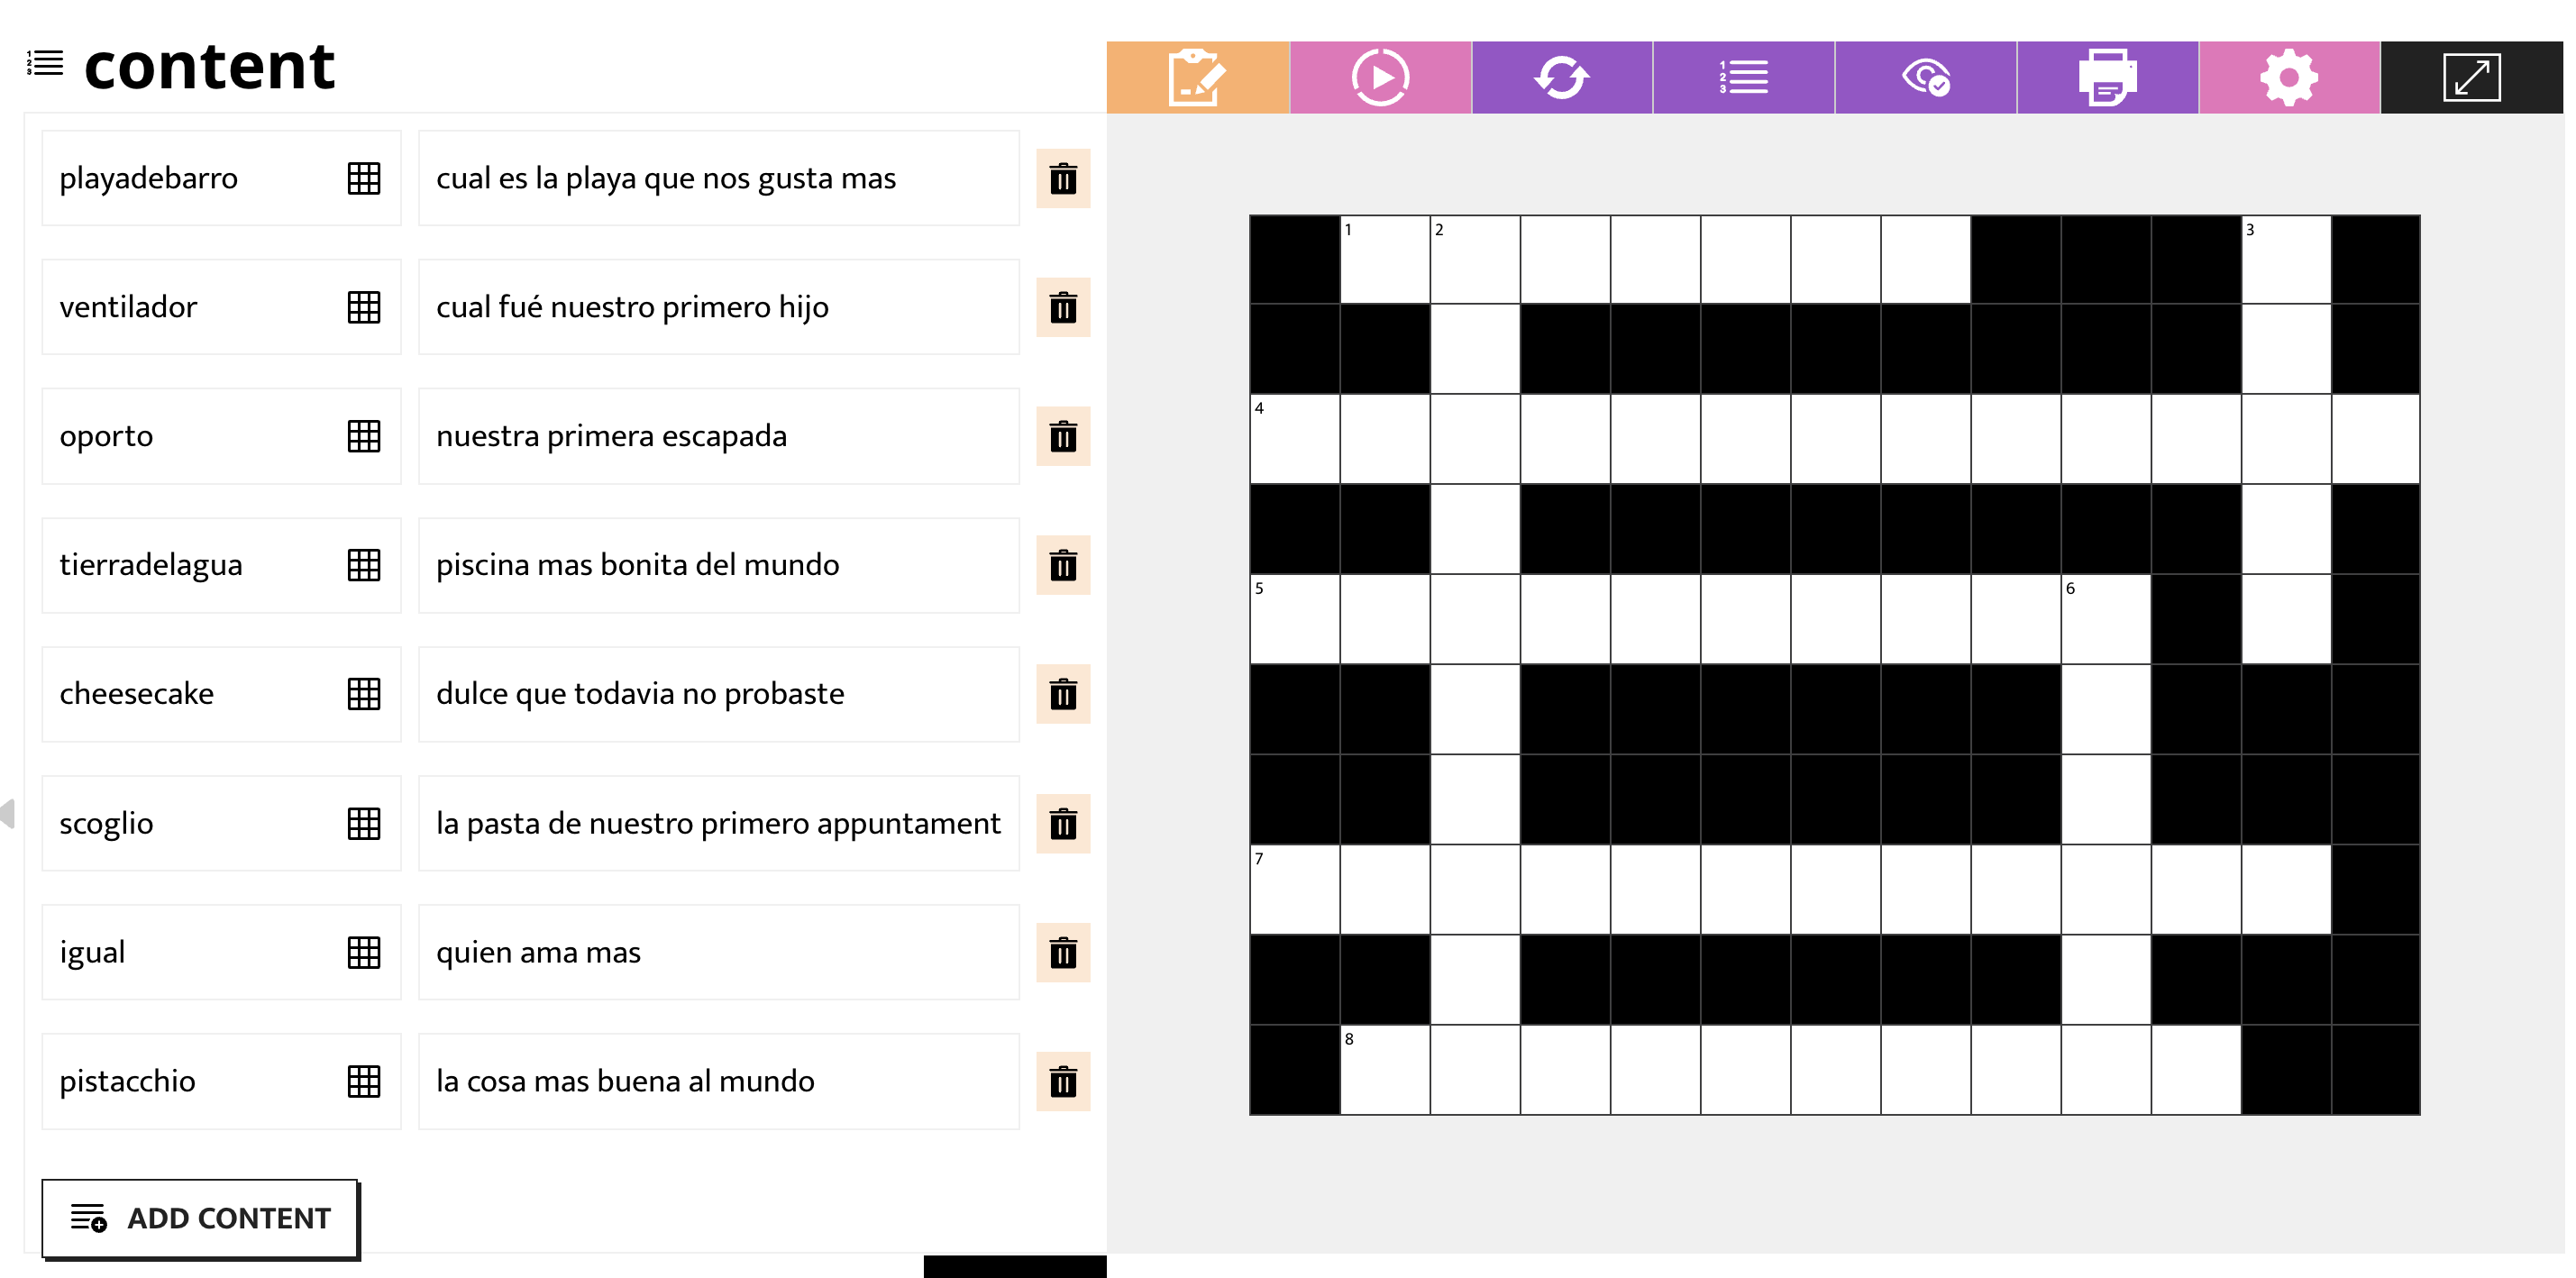 content
playadebarro cual es la playa que nos gusta mas
ventilador cual fué nuestro primero hijo
oporto nuestra primera escapada
tierradelagua piscina mas bonita del mundo
cheesecake dulce que todavia no probaste
scoglio la pasta de nuestro primero appuntament
igual quien ama mas
pistacchio la cosa mas buena al mundo
ADD CONTENT
1 2 3
4
5 6
7
8